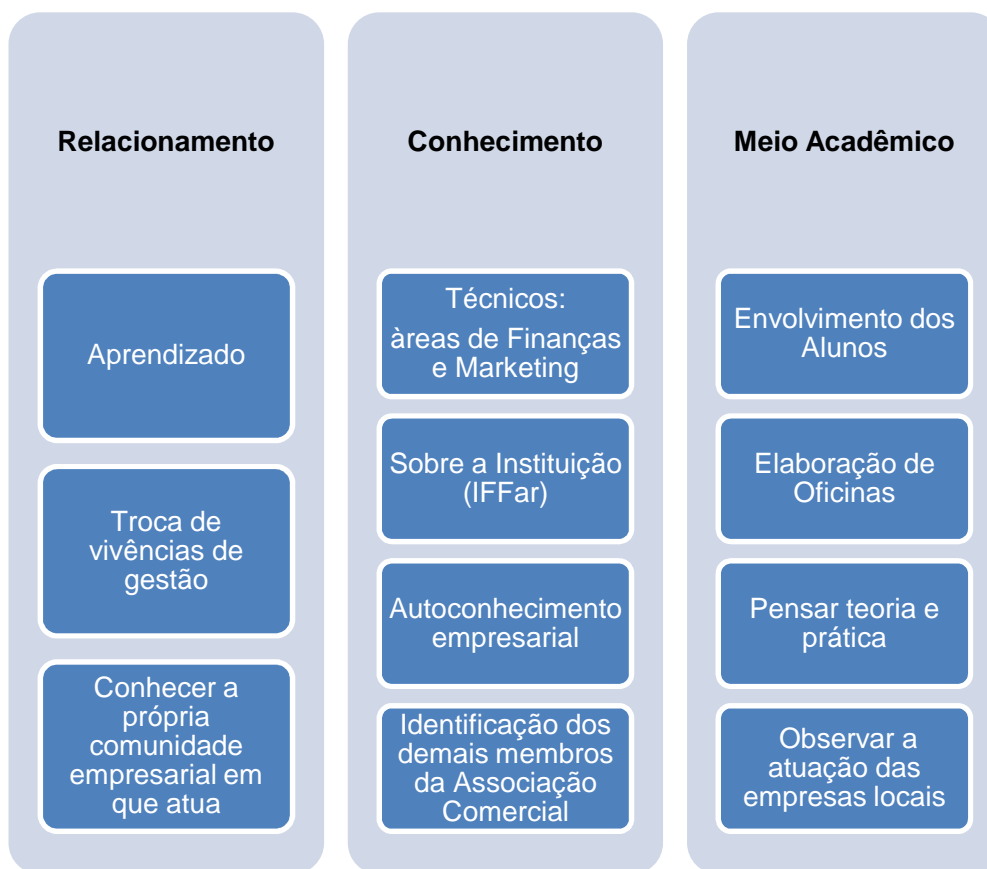 Relacionamento
Aprendizado
Troca de
vivências de
gestão
Conhecer a
própria
comunidade
empresarial em
que atua
Conhecimento
Técnicos:
àreas de Finanças
e Marketing
Sobre a Instituição
(IFFar)
Autoconhecimento
empresarial
Identificação dos
demais membros
da Associação
Comercial
Meio Acadêmico
Envolvimento dos
Alunos
Elaboração de
Oficinas
Pensar teoria e
prática
Observar a
atuação das
empresas locais